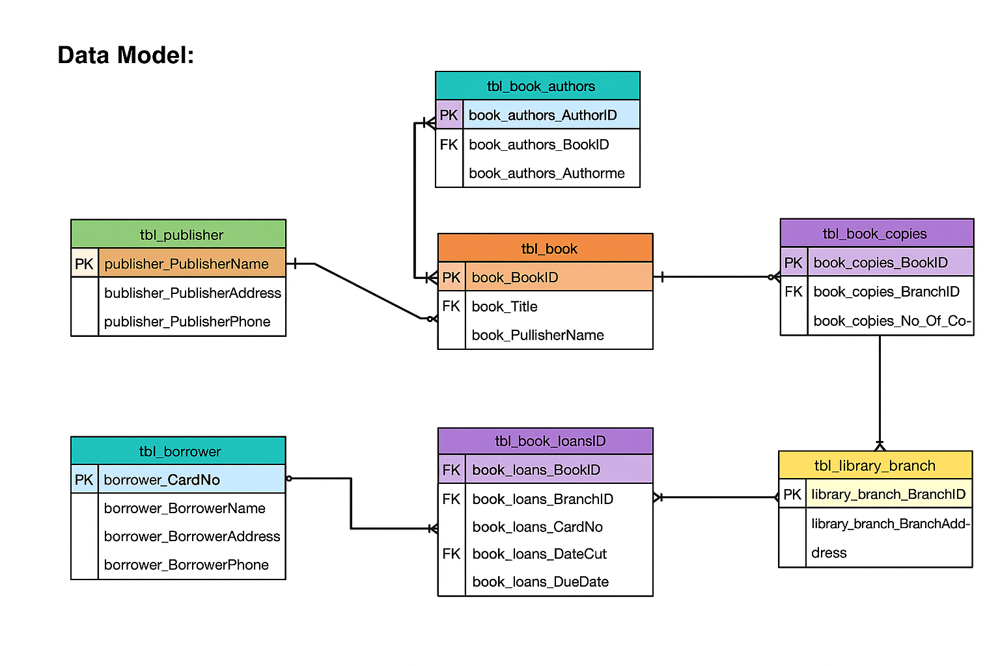 Data Model:
tbl_book_authors
PK book_authors_AuthorID
FK book_authors_BookID
book_authors_Authorme
tbl_publisher
PK publisher_PublisherName
bublisher_PublisherAddress
publisher_PublisherPhone
tbl_book
PK book_BookID
FK book_Title
book_PullisherName
tbl_book_copies
PK book_copies_BookID
FK book_copies_BranchID
book_copies_No_Of_Co-
tbl_borrower
PK borrower_CardNo
borrower_BorrowerName
borrower_BorrowerAddress
borrower_BorrowerPhone
tbl_book_loansID
FK book_loans_BookID
FK book_loans_BranchID
book_loans_CardNo
FK book_loans_DateCut
book_loans_DueDate
tbl_library_branch
PK library_branch_BranchID
library_branch_BranchAdd-
dress